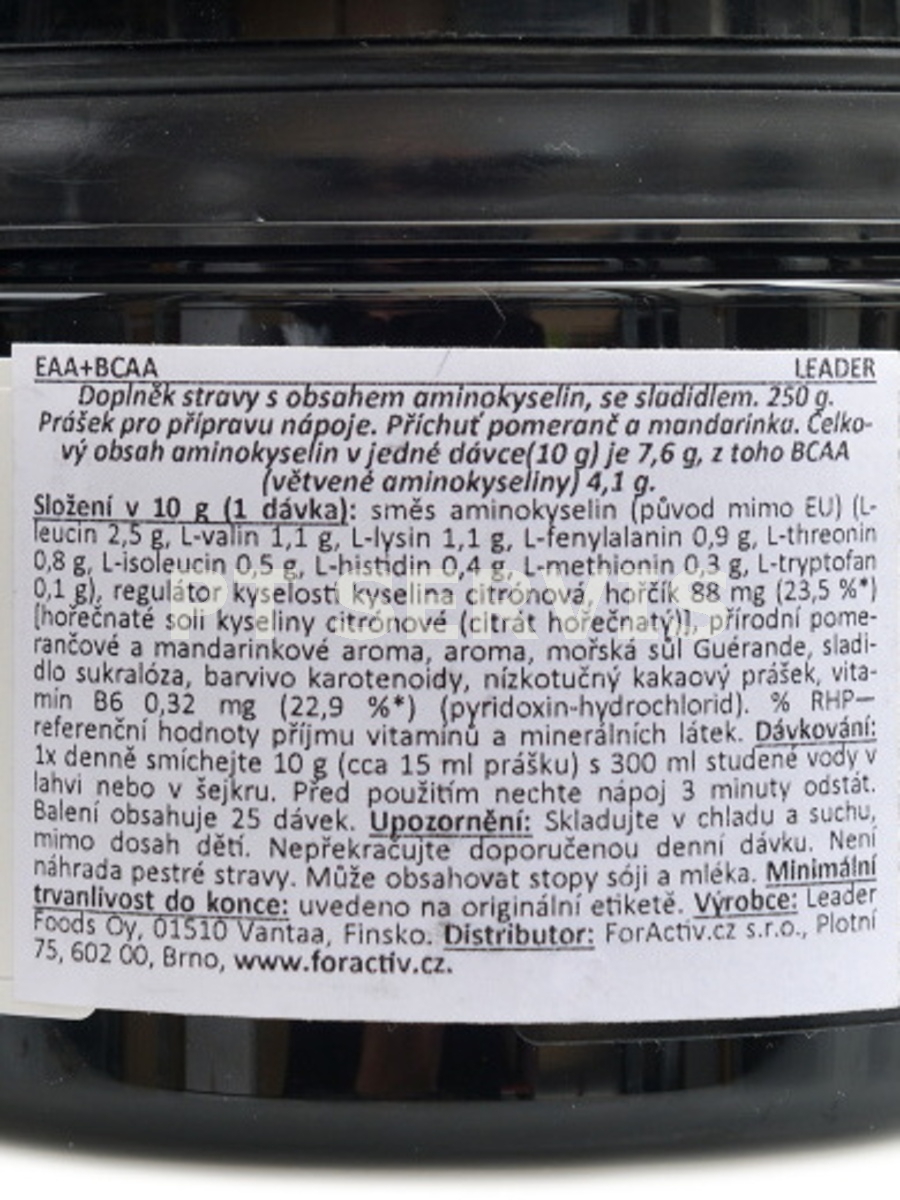 EAA+BCAA LEADER
Doplněk stravy s obsahem aminokyselin, se sladidlem. 250 g.
Prášek pro přípravu nápoje. Příchuť pomeranč a mandarinka. Celko-
vý obsah aminokyselin v jedné dávce(10 g) je 7,6 g, z toho BCAA
(větvené aminokyseliny) 4,1 g.
Složení v 10 g (1 dávka): směs aminokyselin (původ mimo EU) (L-
leucin 2,5 g, L-valin 1,1 g, L-lysin 1,1 g, L-fenylalanin 0,9 g, L-threonin
0,8 g, L-isoleucin 0,5 g, L-histidin 0,4 g, L-methionin 0,3 g, L-tryptofan
0,1 g), regulátor kyselosti kyselina citrónová, hořčík 88 mg (23,5 %*)
[hořečnaté soli kyseliny citrónové (citrát hořečnatý)], přírodní pome-
rančové a mandarinkové aroma, aroma, mořská sůl Guérande, sladi-
dlo sukralóza, barvivo karotenoidy, nízkotučný kakaový prášek, vita-
mín B6 0,32 mg (22,9 %*) (pyridoxin-hydrochlorid). % RHP—
referenční hodnoty příjmu vitamínů a minerálních látek. Dávkování:
1x denně smíchejte 10 g (cca 15 ml prášku) s 300 ml studené vody v
lahvi nebo v šejkru. Před použitím nechte nápoj 3 minuty odstát.
Balení obsahuje 25 dávek. Upozornění: Skladujte v chladu a suchu,
mimo dosah dětí. Nepřekračujte doporučenou denní dávku. Není
náhrada pestré stravy. Může obsahovat stopy sóji a mléka. Minimální
trvanlivost do konce: uvedeno na originální etiketě. Výrobce: Leader
Foods Oy, 01510 Vantaa, Finsko. Distributor: ForActiv.cz s.r.o., Plotní
75, 602 00, Brno, www.foractiv.cz.
PT SERVIS